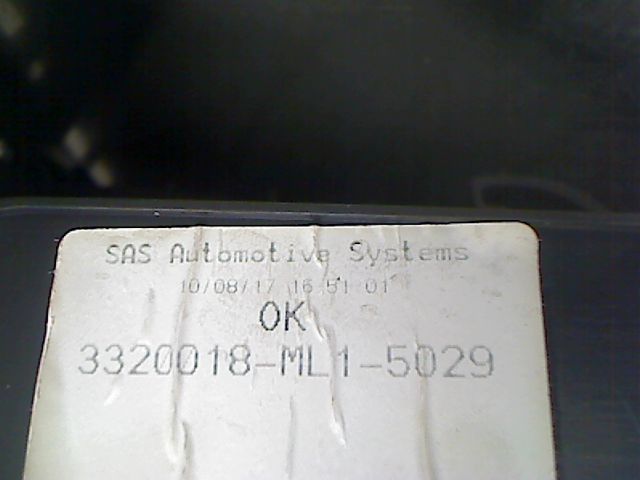 SAS Automotive Systems
10/08/17 16:51 01
OK
3320018-ML1-5029